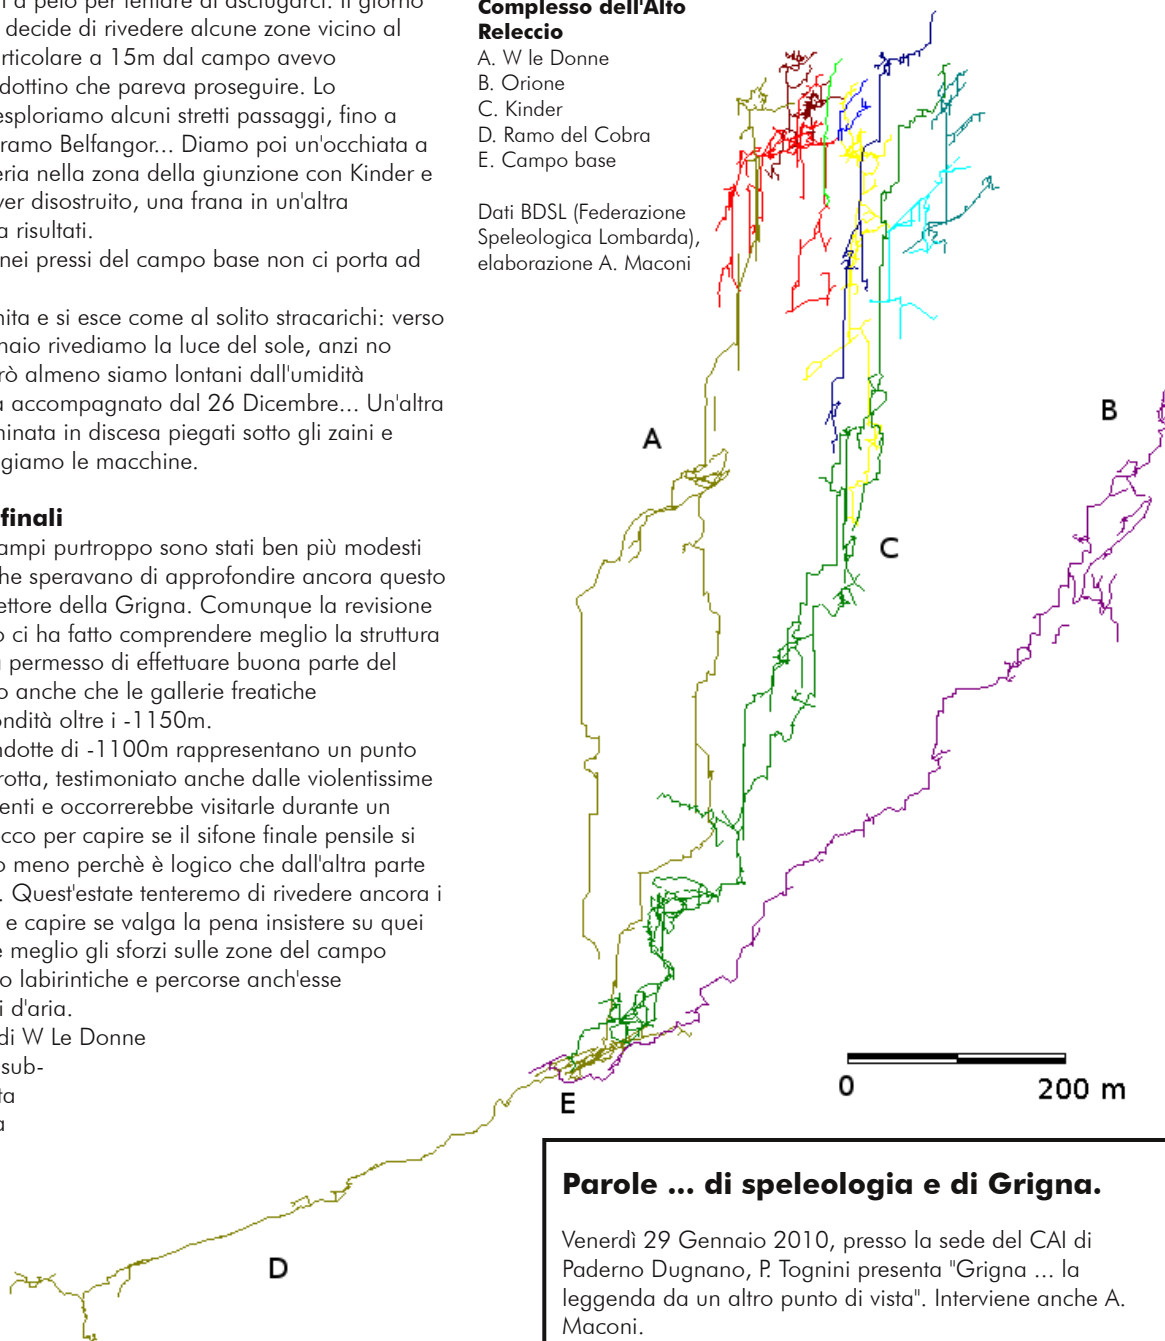 a pelo per tentare di asciugarci. Il giorno
decide di rivedere alcune zone vicino al
articolare a 15m dal campo avevo
dottino che pareva proseguire. Lo
esploriamo alcuni stretti passaggi, fino a
ramo Belfangor... Diamo poi un'occhiata a
eria nella zona della giunzione con Kinder e
ver disostruito, una frana in un'altra
a risultati.
nei pressi del campo base non ci porta ad
nita e si esce come al solito stracarichi: verso
naio rivediamo la luce del sole, anzi no
rò almeno siamo lontani dall'umidità
a accompagnato dal 26 Dicembre... Un'altra
minata in discesa piegati sotto gli zaini e
giamo le macchine.
finali
ampi purtroppo sono stati ben più modesti
che speravano di approfondire ancora questo
ettore della Grigna. Comunque la revisione
o ci ha fatto comprendere meglio la struttura
permesso di effettuare buona parte del
o anche che le gallerie freatiche
ondità oltre i -1150m.
ndotte di -1100m rappresentano un punto
rotta, testimoniato anche dalle violentissime
enti e occorrerebbe visitarle durante un
ecco per capire se il sifone finale pensile si
o meno perchè è logico che dall'altra parte
. Quest'estate tenteremo di rivedere ancora i
e capire se valga la pena insistere su quei
e meglio gli sforzi sulle zone del campo
o labirintiche e percorse anch'esse
i d'aria.
di W Le Donne
sub-
ta
a
Complesso dell'Alto
Releccio
A. W le Donne
B. Orione
C. Kinder
D. Ramo del Cobra
E. Campo base
Dati BDSL (Federazione
Speleologica Lombarda),
elaborazione A. Maconi
A
B
C
E
D
0
200 m
Parole ... di speleologia e di Grigna.
Venerdì 29 Gennaio 2010, presso la sede del CAI di
Paderno Dugnano, P. Tognini presenta "Grigna ... la
leggenda da un altro punto di vista". Interviene anche A.
Maconi.